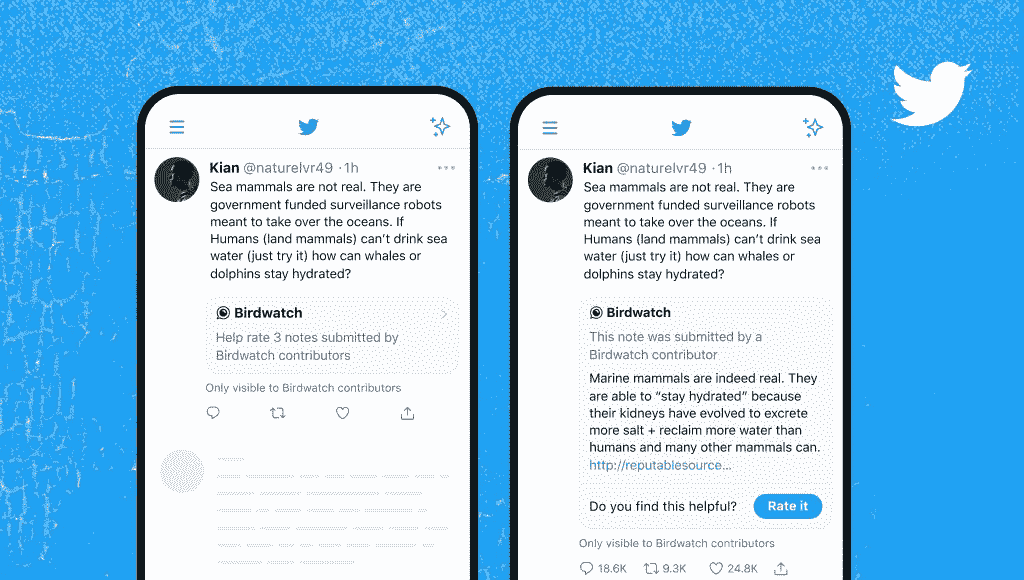 Kian @naturelvr49 · 1h
Sea mammals are not real. They are
government funded surveillance robots
meant to take over the oceans. If
Humans (land mammals) can’t drink sea
water (just try it) how can whales or
dolphins stay hydrated?
Birdwatch
Help rate 3 notes submitted by
Birdwatch contributors
Only visible to Birdwatch contributors
Kian @naturelvr49 · 1h
Sea mammals are not real. They are
government funded surveillance robots
meant to take over the oceans. If
Humans (land mammals) can’t drink sea
water (just try it) how can whales or
dolphins stay hydrated?
Birdwatch
This note was submitted by a
Birdwatch contributor
Marine mammals are indeed real. They
are able to “stay hydrated” because
their kidneys have evolved to excrete
more salt + reclaim more water than
humans and many other mammals can.
http://reputablesource...
Do you find this helpful? Rate it
Only visible to Birdwatch contributors
18.6K 9.3K 24.8K